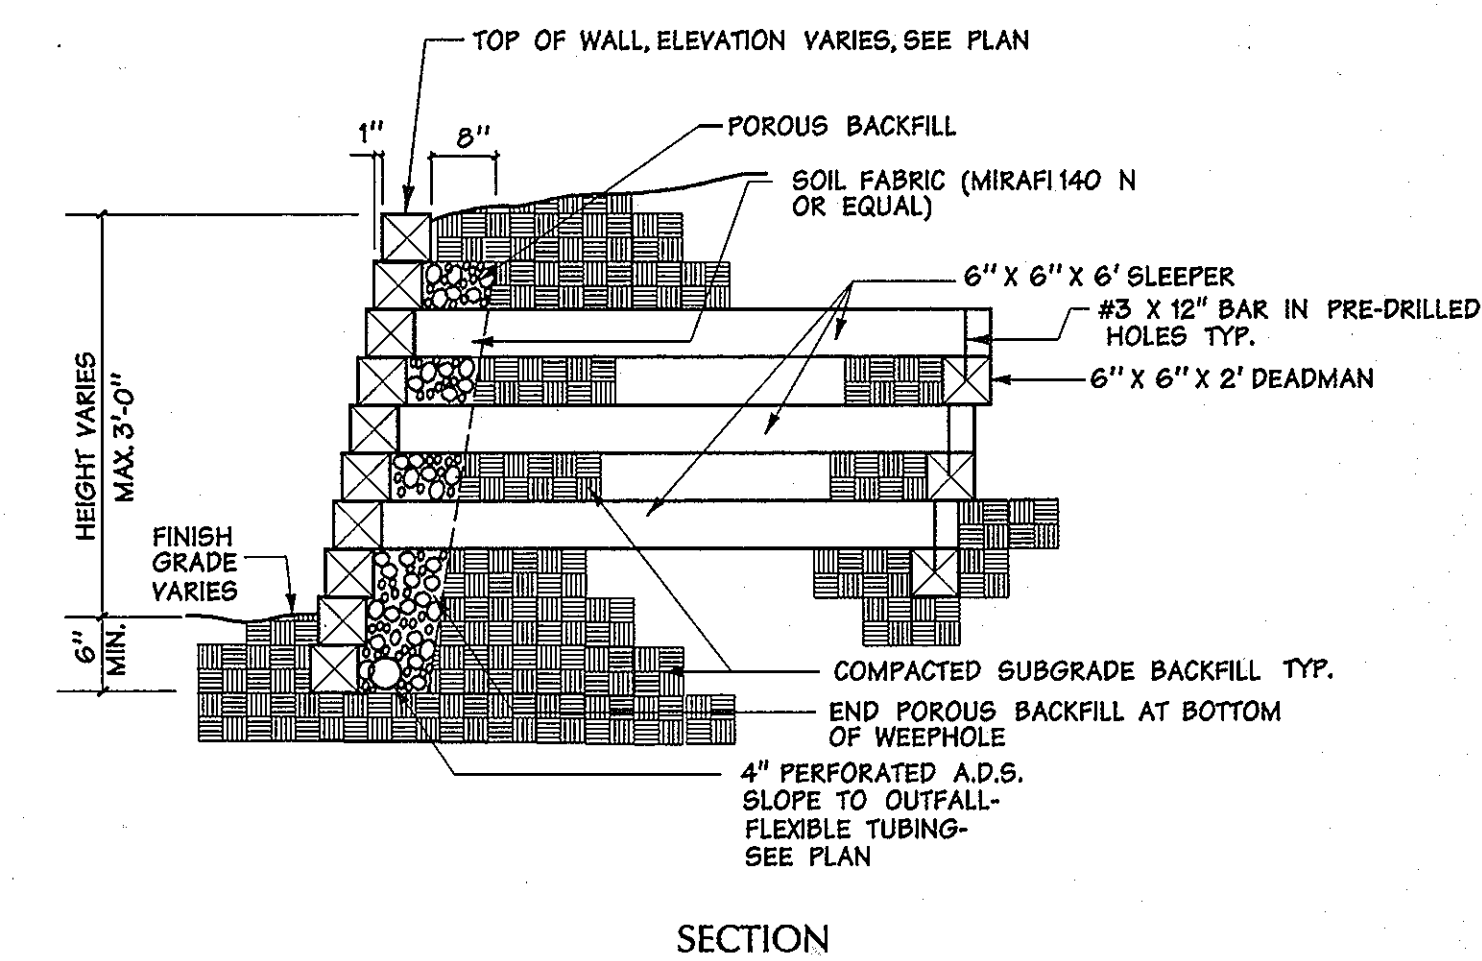 TOP OF WALL, ELEVATION VARIES, SEE PLAN
1"
8"
POROUS BACKFILL
SOIL FABRIC (MIRAFI 140 N
OR EQUAL)
6" X 6" X 6' SLEEPER
#3 X 12" BAR IN PRE-DRILLED
HOLES TYP.
6" X 6" X 2' DEADMAN
HEIGHT VARIES
MAX. 3'-0"
FINISH
GRADE
VARIES
6"
MIN.
COMPACTED SUBGRADE BACKFILL TYP.
END POROUS BACKFILL AT BOTTOM
OF WEEPHOLE
4" PERFORATED A.D.S.
SLOPE TO OUTFALL-
FLEXIBLE TUBING-
SEE PLAN
SECTION